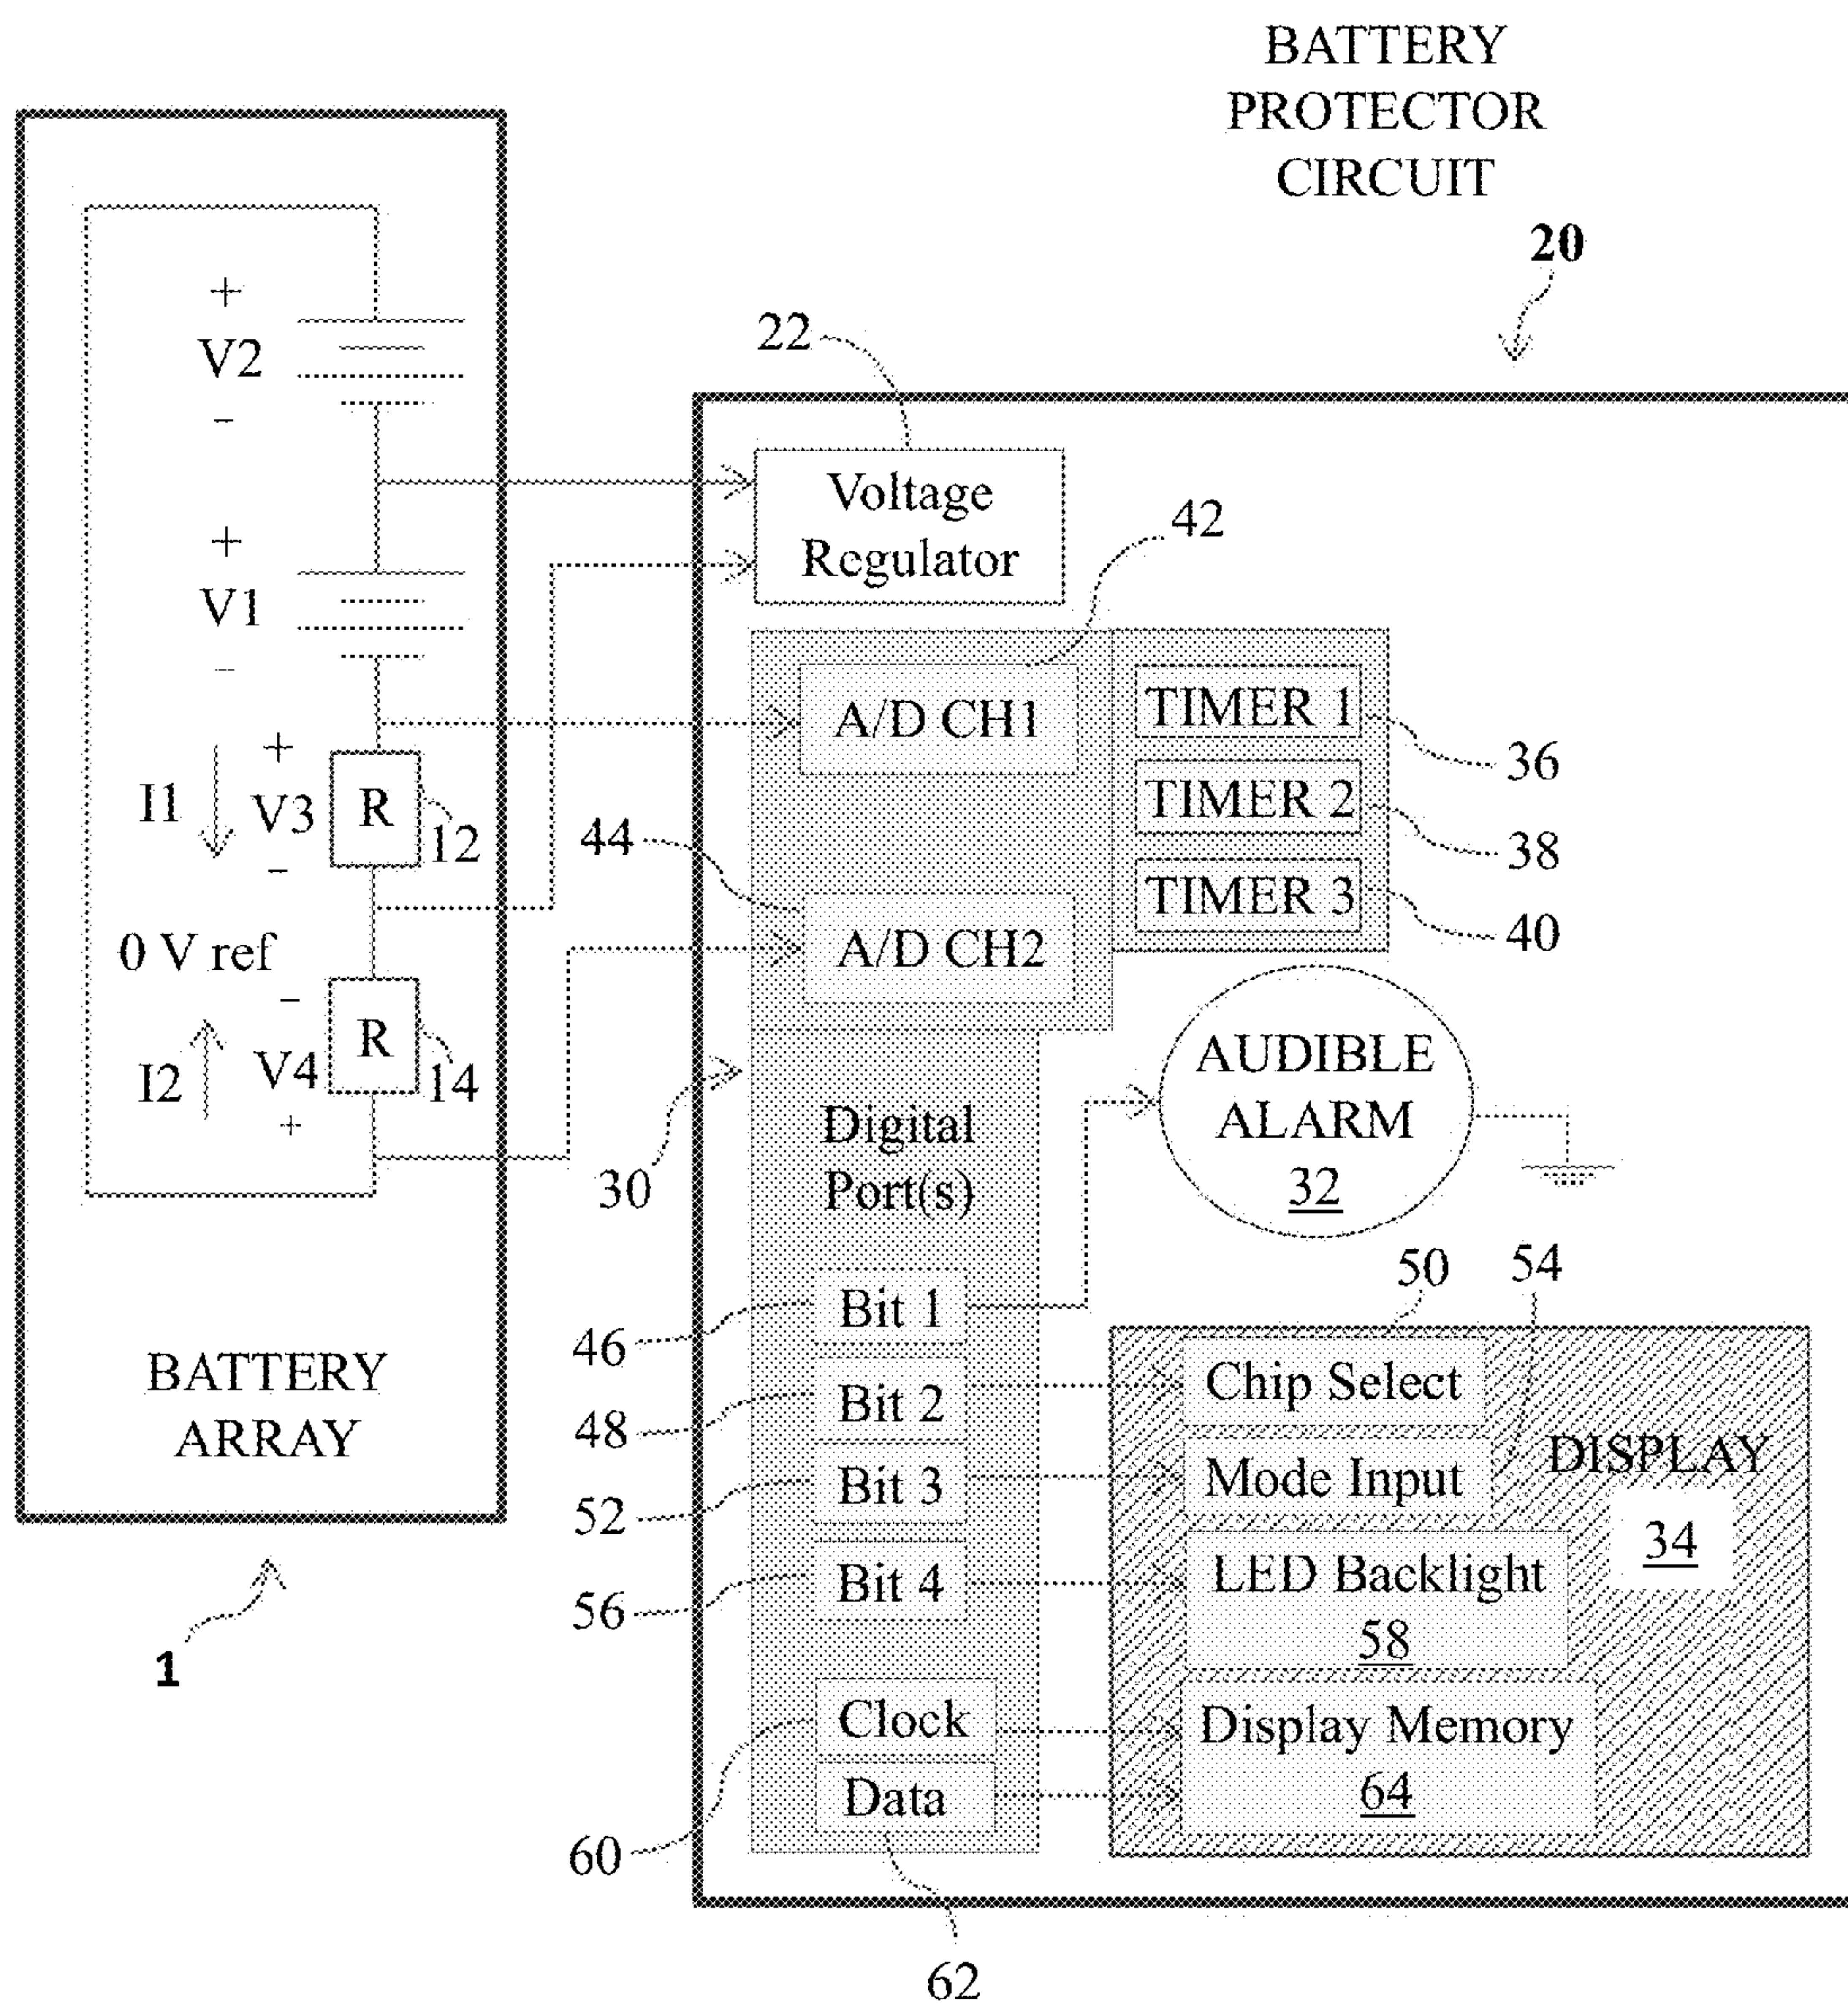 BATTERY
PROTECTOR
CIRCUIT
20
+
V2
–
+
V1
–
I1
+
V3
–
R
12
0 V ref
I2
–
V4
+
R
14
BATTERY
ARRAY
1
22
Voltage
Regulator
42
A/D CH1
TIMER 1
36
TIMER 2
38
TIMER 3
40
44
A/D CH2
30
Digital
Port(s)
AUDIBLE
ALARM
32
46
Bit 1
48
Bit 2
52
Bit 3
56
Bit 4
60
Clock
Data
62
50
54
Chip Select
Mode Input
DISPLAY
34
LED Backlight
58
Display Memory
64